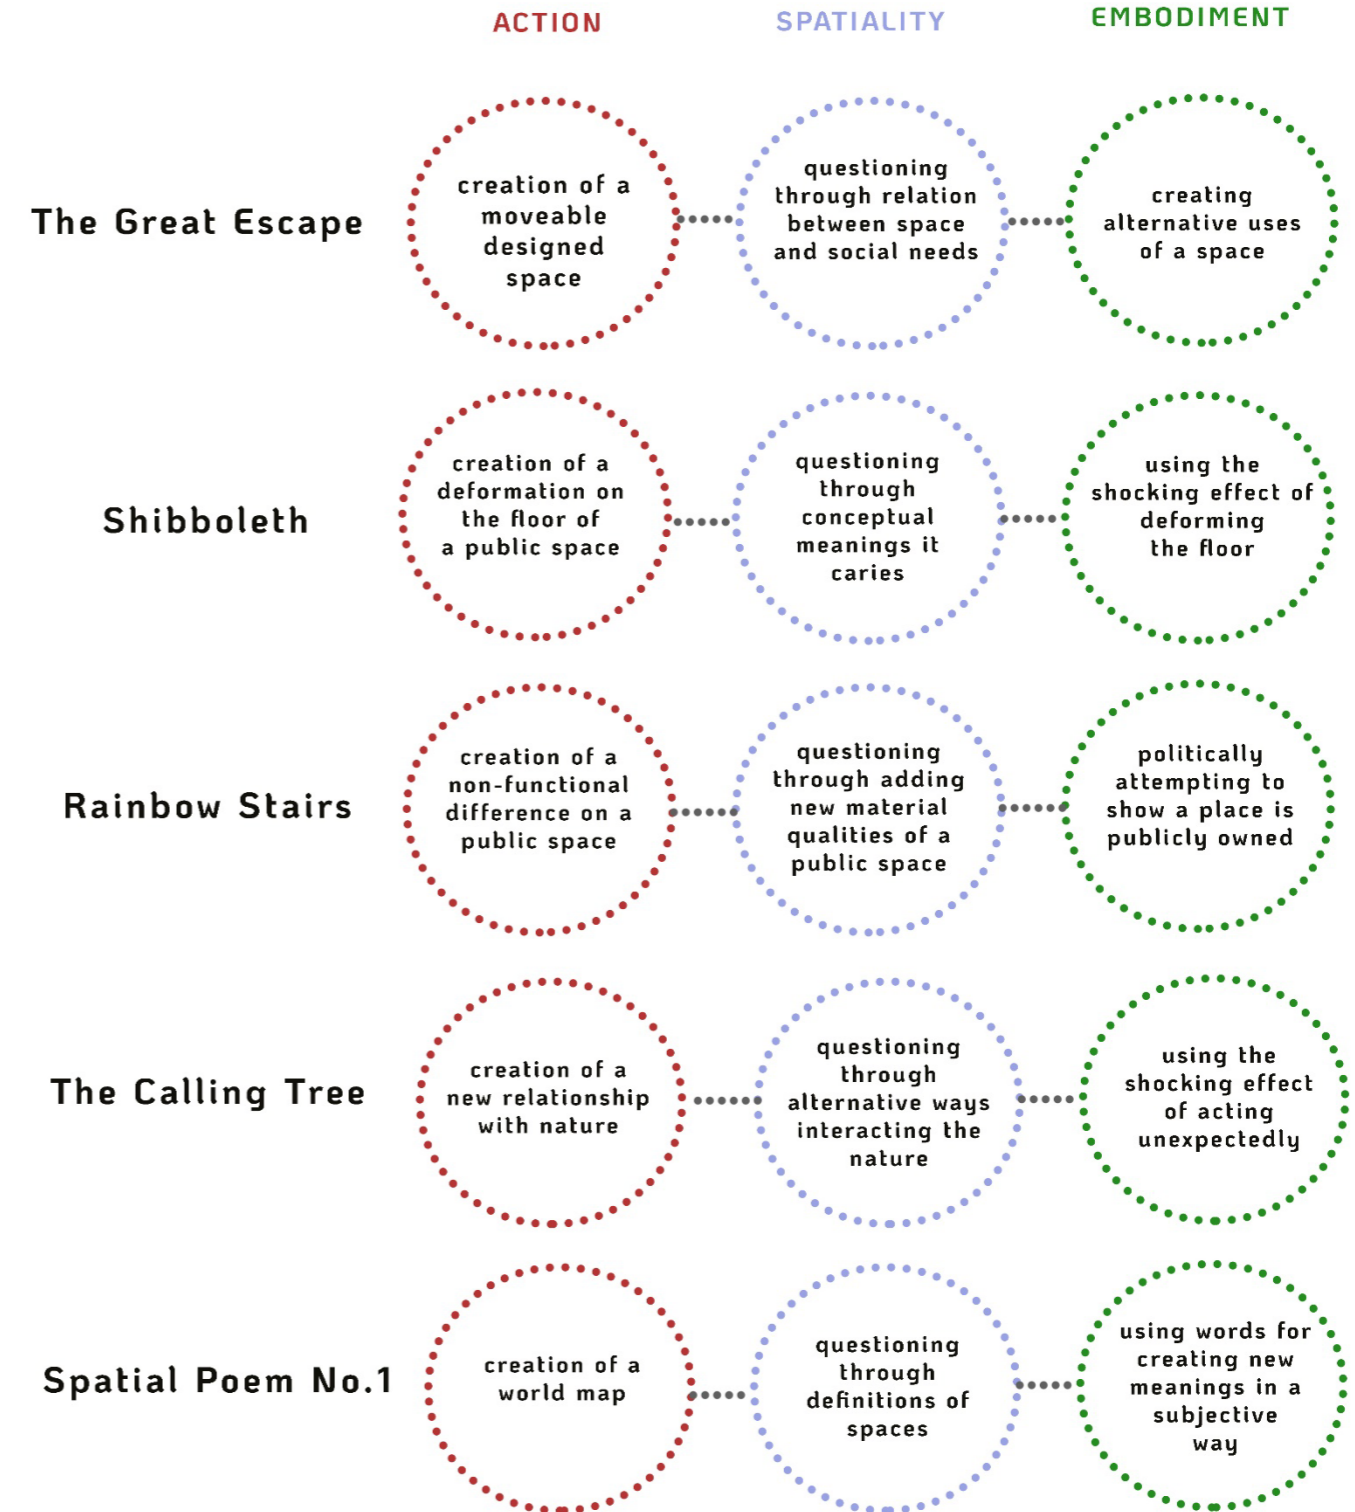 ACTION
SPATIALITY
EMBODIMENT
The Great Escape
creation of a
moveable
designed
space
questioning
through relation
between space
and social needs
creating
alternative uses
of a space
Shibboleth
creation of a
deformation on
the floor of
a public space
questioning
through
conceptual
meanings it
caries
using the
shocking effect of
deforming
the floor
Rainbow Stairs
creation of a
non-functional
difference on a
public space
questioning
through adding
new material
qualities of a
public space
politically
attempting to
show a place is
publicly owned
The Calling Tree
creation of a
new relationship
with nature
questioning
through
alternative ways
interacting the
nature
using the
shocking effect
of acting
unexpectedly
Spatial Poem No.1
creation of a
world map
questioning
through
definitions of
spaces
using words for
creating new
meanings in a
subjective
way